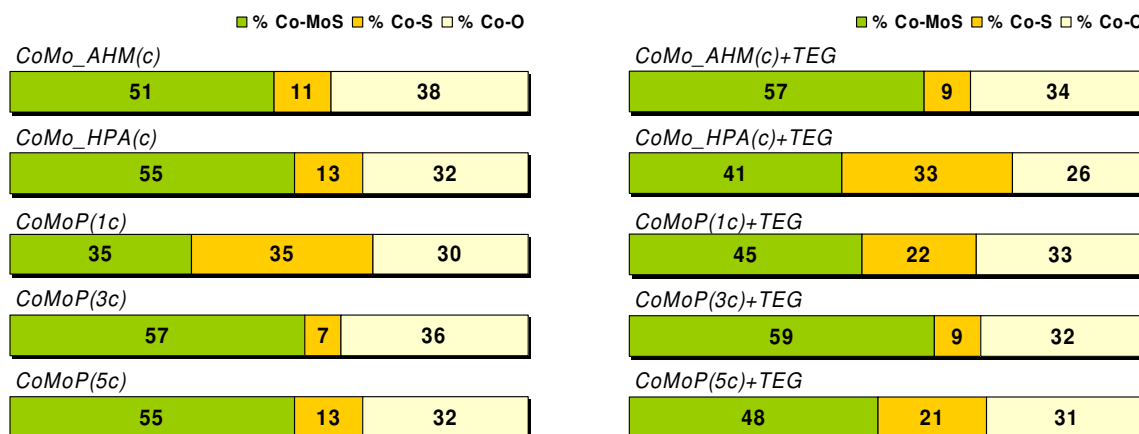 % Co-MoS % Co-S % Co-O
CoMo_AHM(c)
51 11 38
CoMo_HPA(c)
55 13 32
CoMoP(1c)
35 35 30
CoMoP(3c)
57 7 36
CoMoP(5c)
55 13 32
% Co-MoS % Co-S % Co-O
CoMo_AHM(c)+TEG
57 9 34
CoMo_HPA(c)+TEG
41 33 26
CoMoP(1c)+TEG
45 22 33
CoMoP(3c)+TEG
59 9 32
CoMoP(5c)+TEG
48 21 31